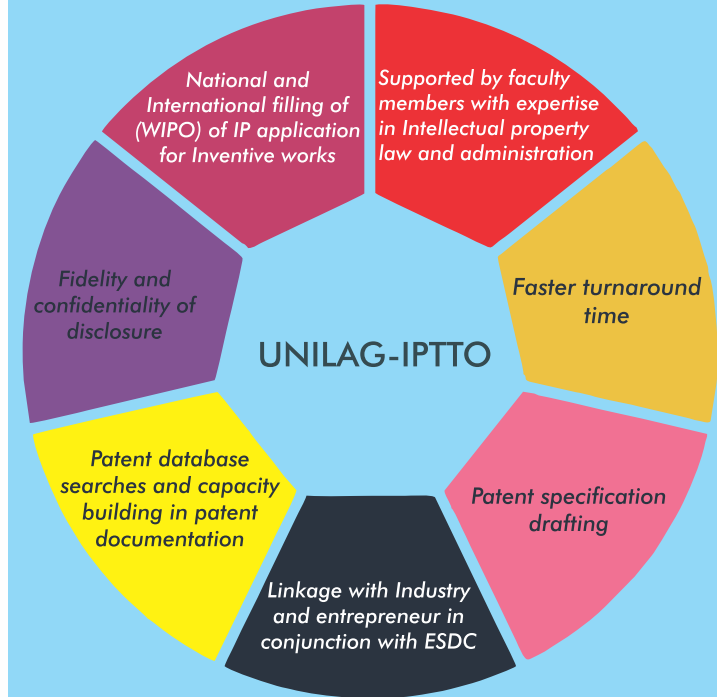 National and
International filling of
(WIPO) of IP application
for Inventive works
Supported by faculty
members with expertise
in Intellectual property
law and administration
Faster turnaround
time
Patent specification
drafting
Linkage with Industry
and entrepreneur in
conjunction with ESDC
Patent database
searches and capacity
building in patent
documentation
Fidelity and
confidentiality of
disclosure
UNILAG-IPTTO